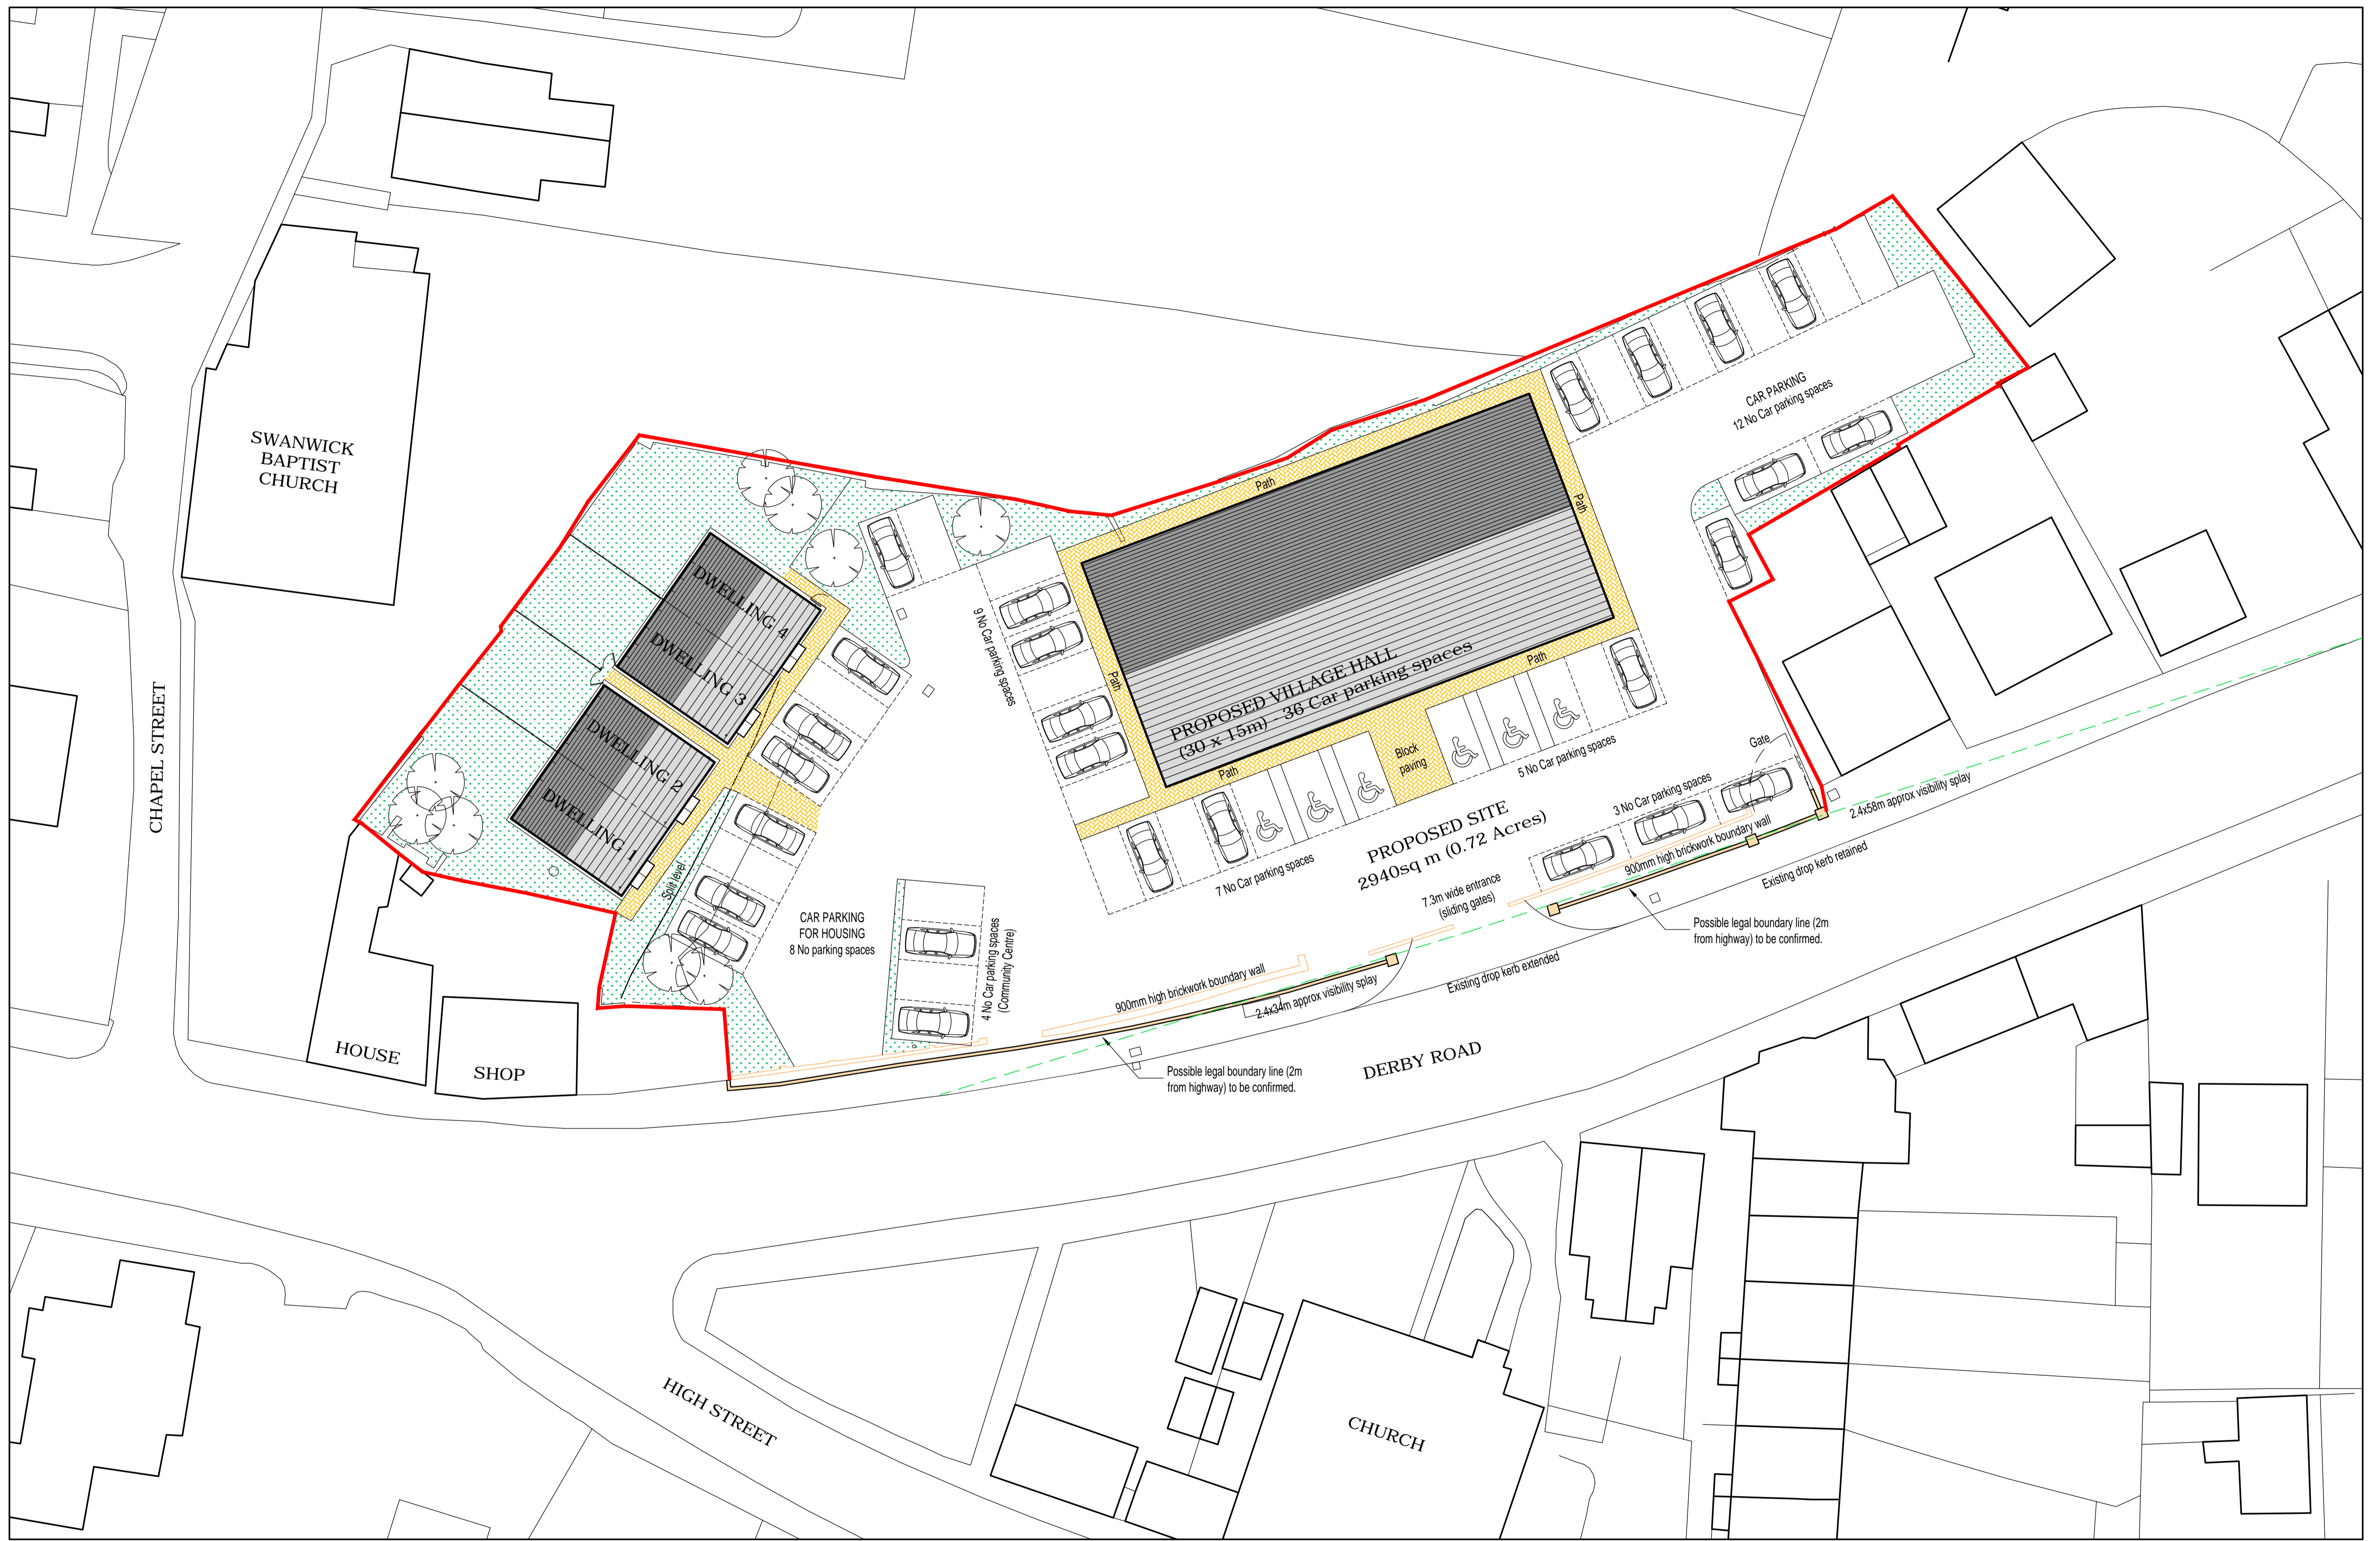 SWANWICK
BAPTIST
CHURCH
CHAPEL STREET
HOUSE
SHOP
DWELLING 4
DWELLING 3
DWELLING 2
DWELLING 1
Split level
CAR PARKING
FOR HOUSING
8 No parking spaces
4 No Car parking spaces
(Community Centre)
9 No Car parking spaces
Path
Path
Path
Path
Path
PROPOSED VILLAGE HALL
(30 x 15m) - 36 Car parking spaces
Block
paving
CAR PARKING
12 No Car parking spaces
7 No Car parking spaces
5 No Car parking spaces
3 No Car parking spaces
Gate
PROPOSED SITE
2940sq m (0.72 Acres)
7.3m wide entrance
(sliding gates)
900mm high brickwork boundary wall
900mm high brickwork boundary wall
2.4x58m approx visibility splay
2.4x34m approx visibility splay
Existing drop kerb retained
Existing drop kerb extended
Possible legal boundary line (2m
from highway) to be confirmed.
Possible legal boundary line (2m
from highway) to be confirmed.
DERBY ROAD
HIGH STREET
CHURCH